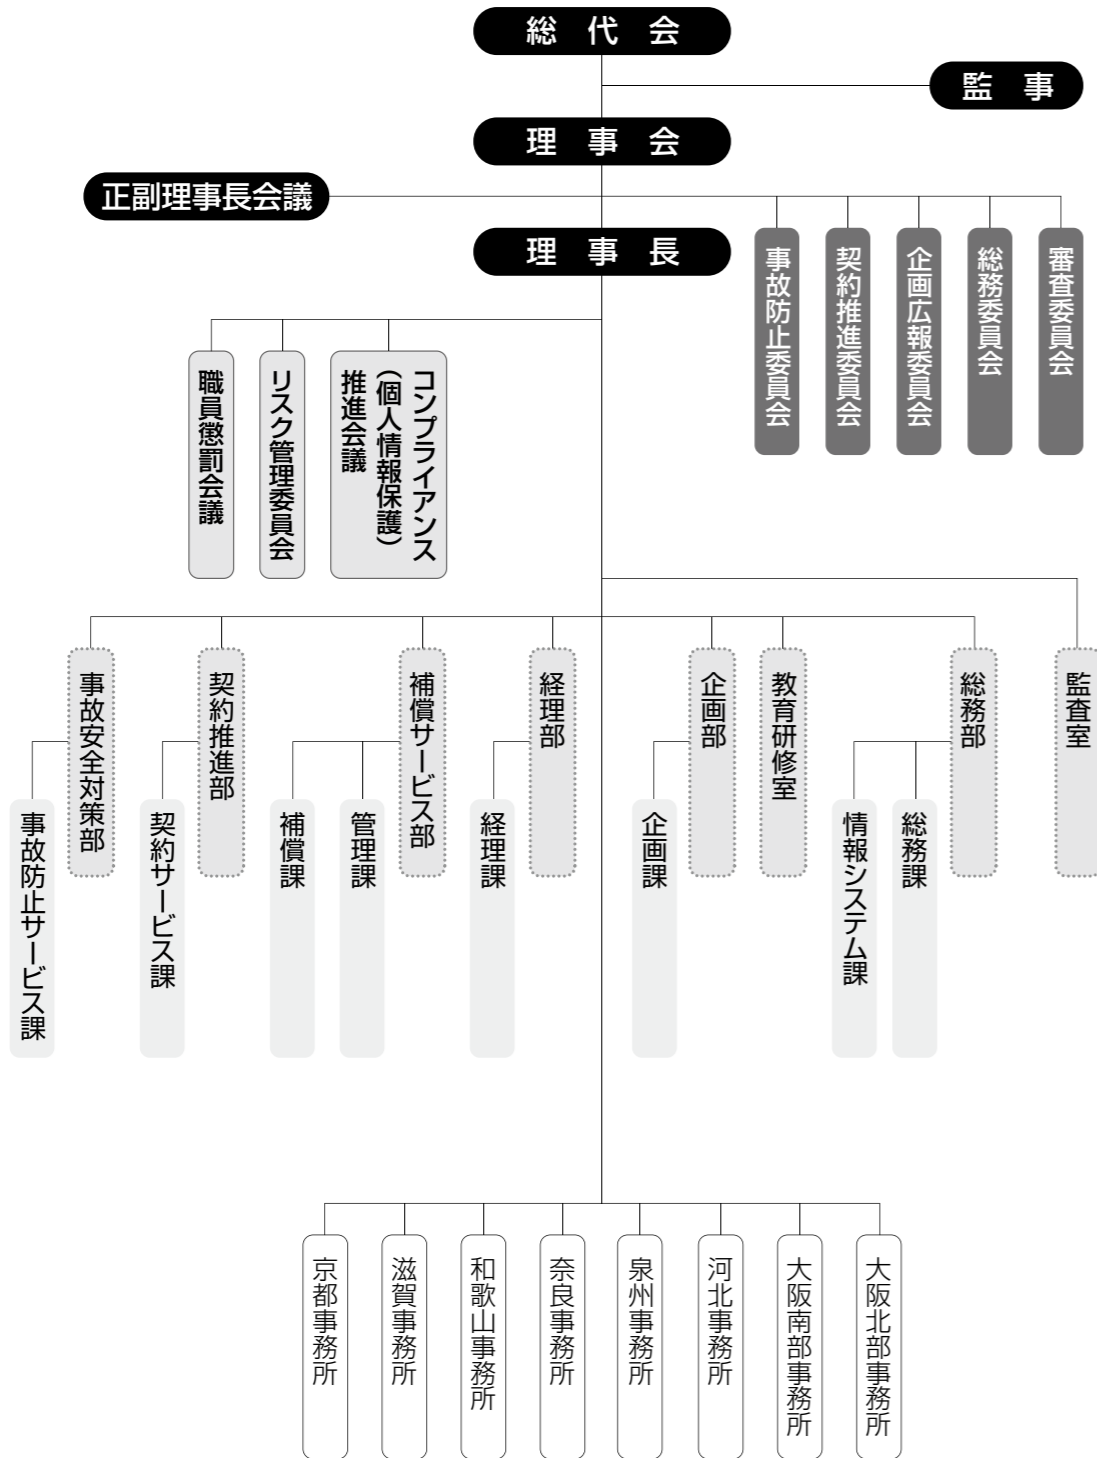 総代会
監事
理事会
正副理事長会議
理事長
審査委員会
総務委員会
企画広報委員会
契約推進委員会
事故防止委員会
コンプライアンス
(個人情報保護)
推進会議
リスク管理委員会
職員懲罰会議
監査室
総務部
教育研修室
企画部
経理部
補償サービス部
契約推進部
事故安全対策部
総務課
情報システム課
企画課
経理課
管理課
補償課
契約サービス課
事故防止サービス課
大阪北部事務所
大阪南部事務所
河北事務所
泉州事務所
奈良事務所
和歌山事務所
滋賀事務所
京都事務所